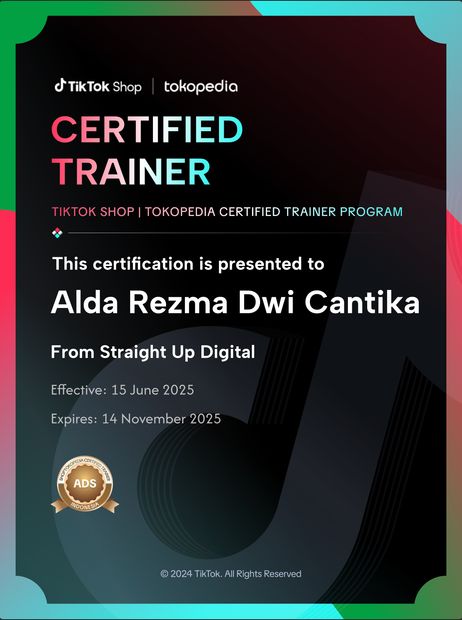 TikTok Shop | tokopedia
CERTIFIED
TRAINER
TIKTOK SHOP | TOKOPEDIA CERTIFIED TRAINER PROGRAM
This certification is presented to
Alda Rezma Dwi Cantika
From Straight Up Digital
Effective: 15 June 2025
Expires: 14 November 2025
ADS
INDONESIA
© 2024 TikTok. All Rights Reserved